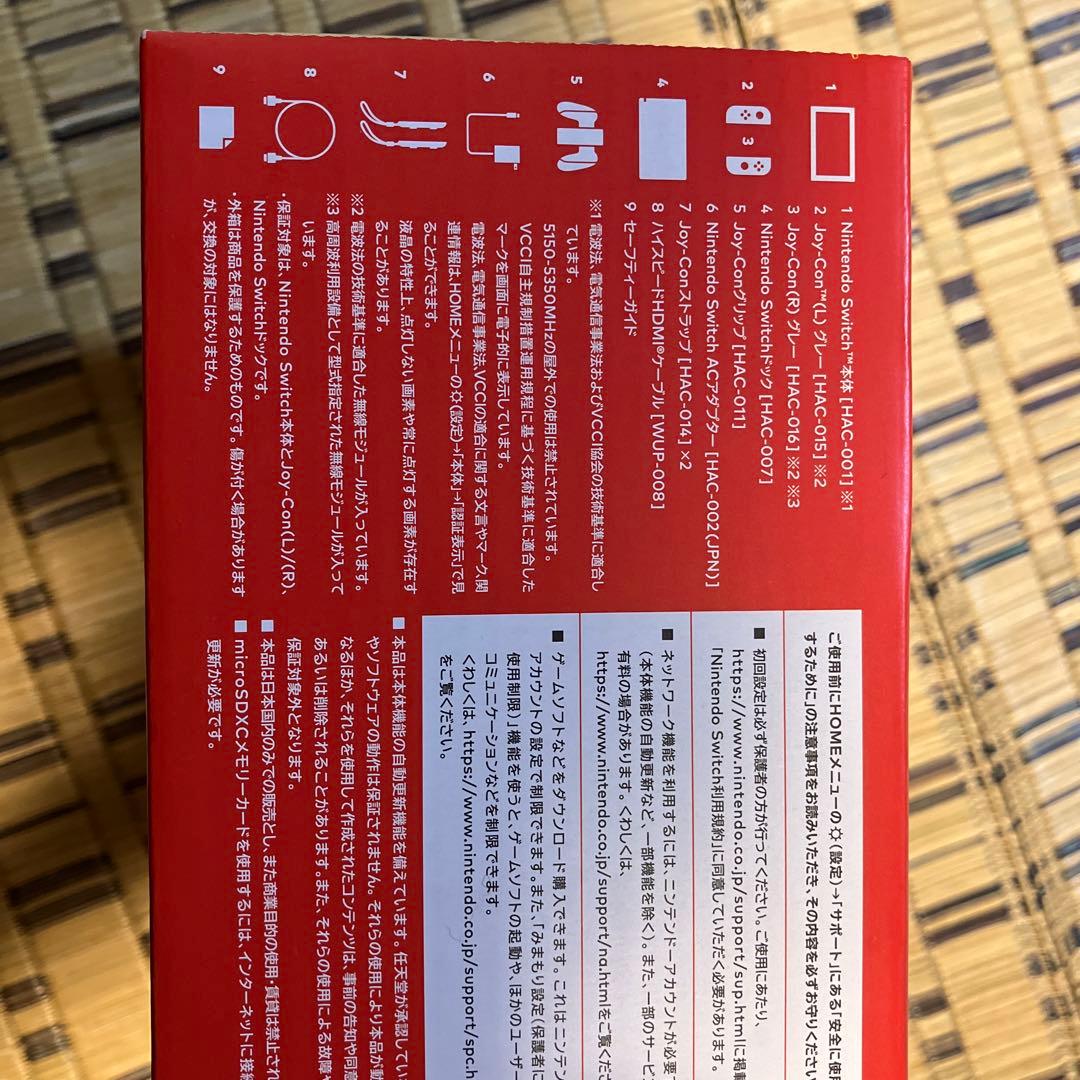 1
2
3
4
5
6
7
8
9
1 Nintendo Switch™本体 [HAC-001] ※1
2 Joy-Con™(L) グレー [HAC-015] ※2
3 Joy-Con(R) グレー [HAC-016] ※2 ※3
4 Nintendo Switchドック [HAC-007]
5 Joy-Conグリップ [HAC-011]
6 Nintendo Switch ACアダプター [HAC-002(JPN)]
7 Joy-Conストラップ [HAC-014] ×2
8 ハイスピードHDMI®ケーブル [WUP-008]
9 セーフティーガイド
※1 電波法、電気通信事業法およびVCCI協会の技術基準に適合し
ています。
5150-5350MHzの屋外での使用は禁止されています。
VCCI自主規制措置運用規程に基づく技術基準に適合した
マークを画面に電子的に表示しています。
電波法、電気通信事業法、VCCIの適合に関する文言やマーク、関
連情報は、HOMEメニューの(設定)→「本体」→「認証表示」で見
ることができます。
液晶の特性上、点灯しない画素や常に点灯する画素が存在す
ることがあります。
※2 電波法の技術基準に適合した無線モジュールが入っています。
※3 高周波利用設備として型式指定された無線モジュールが入って
います。
・保証対象は、Nintendo Switch本体とJoy-Con(L)/(R)、
Nintendo Switchドックです。
・外箱は商品を保護するためのものです。傷が付く場合があります
が、交換の対象にはなりません。
ご使用前にHOMEメニューの(設定)→「サポート」にある「安全に使用
するために」の注意事項をお読みいただき、その内容を必ずお守りください
■ 初回設定は必ず保護者の方が行ってください。ご使用にあたり、
https://www.nintendo.co.jp/support/sup.htmlに掲載
「Nintendo Switch利用規約」に同意していただく必要があります。
■ ネットワーク機能を利用するには、ニンテンドーアカウントが必要で
(本体機能の自動更新など、一部機能を除く)。また、一部のサービ
有料の場合があります。くわしくは、
https://www.nintendo.co.jp/support/na.htmlをご覧くださ
■ ゲームソフトなどをダウンロード購入できます。これはニンテン
アカウントの設定で制限できます。また、「みまもり設定(保護者に
使用制限)」機能を使うと、ゲームソフトの起動や、ほかのユーザー
コミュニケーションなどを制限できます。
くわしくは、https://www.nintendo.co.jp/support/spc.h
をご覧ください。
■ 本品は本体機能の自動更新機能を備えています。任天堂が承認してい
やソフトウェアの動作は保証されません。それらの使用により本品が動
なるほか、それらを使用して作成されたコンテンツは、事前の告知や同意
あるいは削除されることがあります。また、それらの使用による故障や
保証対象外となります。
■ 本品は日本国内のみでの販売とし、また商業目的の使用・賃貸は禁止され
■ microSDXCメモリーカードを使用するには、インターネットに接続
更新が必要です。